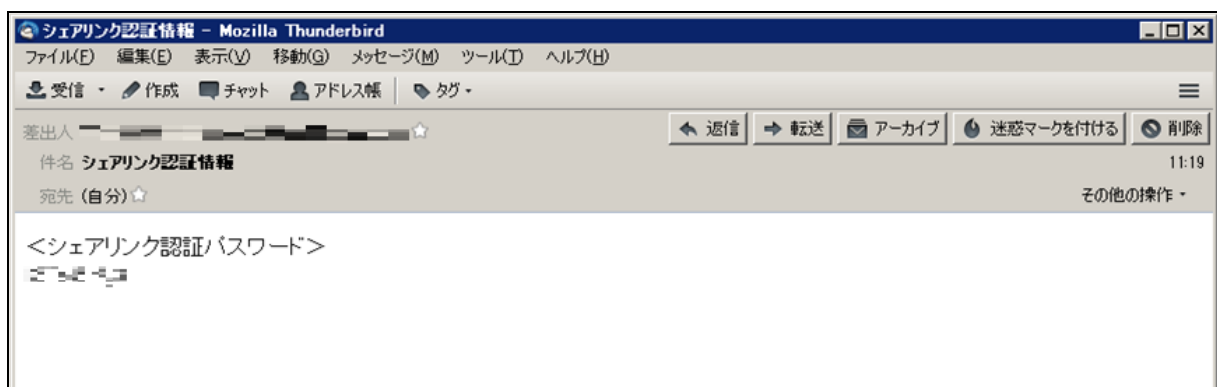 シェアリンク認証情報 - Mozilla Thunderbird
ファイル(F) 編集(E) 表示(V) 移動(G) メッセージ(M) ツール(T) ヘルプ(H)
受信 作成 チャット アドレス帳 タグ
差出人 返信 転送 アーカイブ 迷惑マークを付ける 削除
件名 シェアリンク認証情報 11:19
宛先 (自分) その他の操作
＜シェアリンク認証パスワード＞